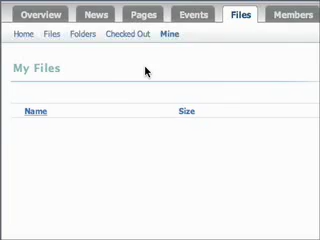 Overview News Pages Events Files Members
Home Files Folders Checked Out Mine
My Files
Name Size